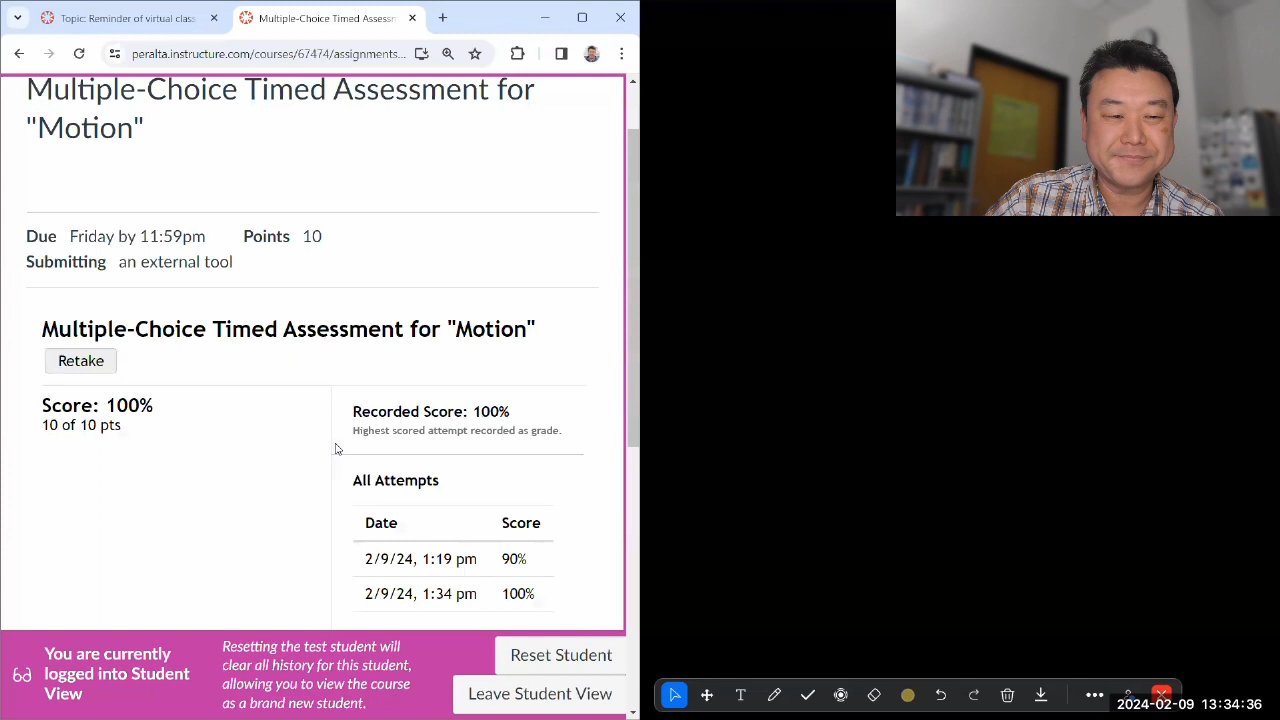 Topic: Reminder of virtual class
Multiple-Choice Timed Assessm
peralta.instructure.com/courses/67474/assignments...
Multiple-Choice Timed Assessment for
"Motion"
Due Friday by 11:59pm Points 10
Submitting an external tool
Multiple-Choice Timed Assessment for "Motion"
Retake
Score: 100%
10 of 10 pts
Recorded Score: 100%
Highest scored attempt recorded as grade.
All Attempts
Date Score
2/9/24, 1:19 pm 90%
2/9/24, 1:34 pm 100%
You are currently
logged into Student
View
Resetting the test student will
clear all history for this student,
allowing you to view the course
as a brand new student.
Reset Student
Leave Student View
2024-02-09 13:34:36